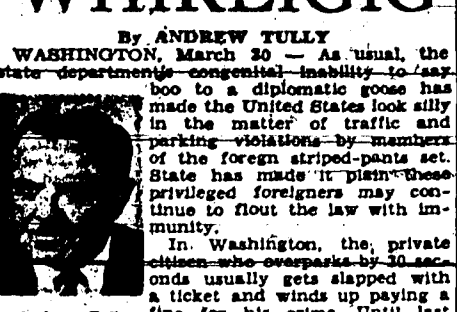 WHIRLIGIG
By ANDREW TULLY
WASHINGTON, March 30 — As usual, the
state department's congenital inability to say
boo to a diplomatic goose has
made the United States look silly
in the matter of traffic and
parking violations by members
of the foregn striped-pants set.
State has made it plain these
privileged foreigners may con-
tinue to flout the law with im-
munity.
In Washington, the private
citizen who overparks by 30 sec-
onds usually gets slapped with
a ticket and winds up paying a
fine for his crime. Until last